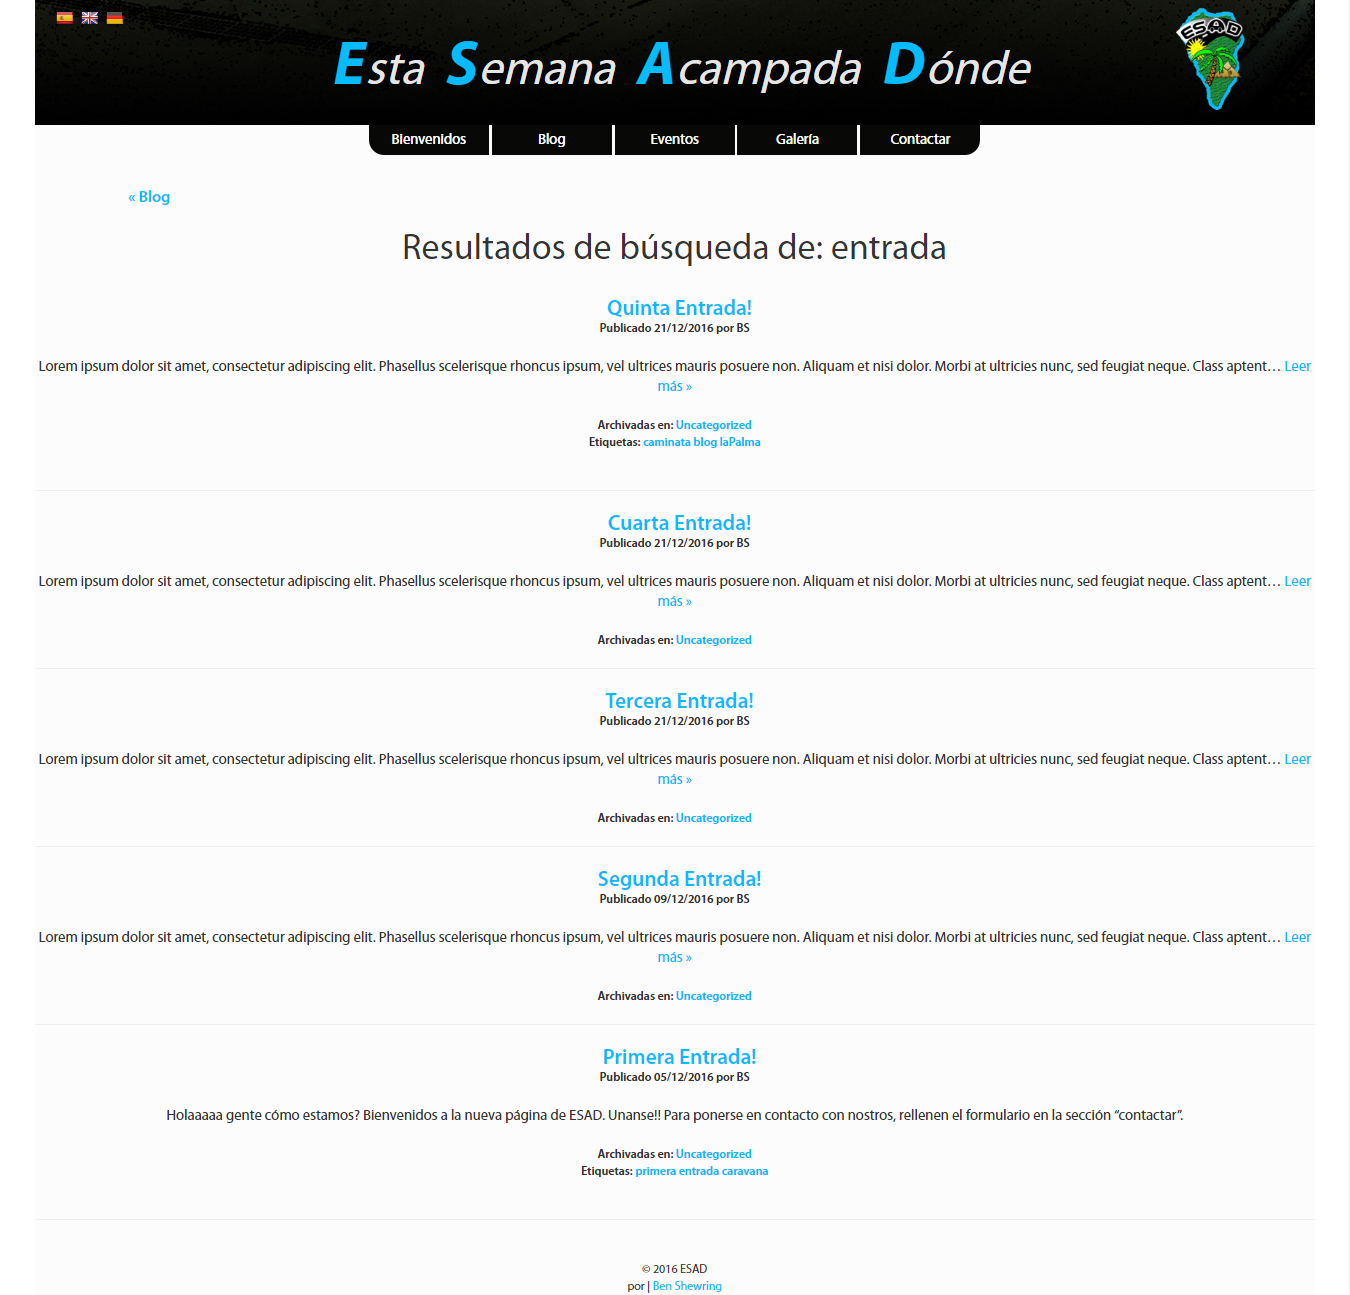 Esta Semana Acampada Dónde
ESAD
Bienvenidos Blog Eventos Galería Contactar
« Blog
Resultados de búsqueda de: entrada
Quinta Entrada!
Publicado 21/12/2016 por BS
Lorem ipsum dolor sit amet, consectetur adipiscing elit. Phasellus scelerisque rhoncus ipsum, vel ultrices mauris posuere non. Aliquam et nisi dolor. Morbi at ultricies nunc, sed feugiat neque. Class aptent… Leer
más »
Archivadas en: Uncategorized
Etiquetas: caminata blog laPalma
Cuarta Entrada!
Publicado 21/12/2016 por BS
Lorem ipsum dolor sit amet, consectetur adipiscing elit. Phasellus scelerisque rhoncus ipsum, vel ultrices mauris posuere non. Aliquam et nisi dolor. Morbi at ultricies nunc, sed feugiat neque. Class aptent… Leer
más »
Archivadas en: Uncategorized
Tercera Entrada!
Publicado 21/12/2016 por BS
Lorem ipsum dolor sit amet, consectetur adipiscing elit. Phasellus scelerisque rhoncus ipsum, vel ultrices mauris posuere non. Aliquam et nisi dolor. Morbi at ultricies nunc, sed feugiat neque. Class aptent… Leer
más »
Archivadas en: Uncategorized
Segunda Entrada!
Publicado 09/12/2016 por BS
Lorem ipsum dolor sit amet, consectetur adipiscing elit. Phasellus scelerisque rhoncus ipsum, vel ultrices mauris posuere non. Aliquam et nisi dolor. Morbi at ultricies nunc, sed feugiat neque. Class aptent… Leer
más »
Archivadas en: Uncategorized
Primera Entrada!
Publicado 05/12/2016 por BS
Holaaaaa gente cómo estamos? Bienvenidos a la nueva página de ESAD. Unanse!! Para ponerse en contacto con nostros, rellenen el formulario en la sección “contactar”.
Archivadas en: Uncategorized
Etiquetas: primera entrada caravana
© 2016 ESAD
por | Ben Shewring